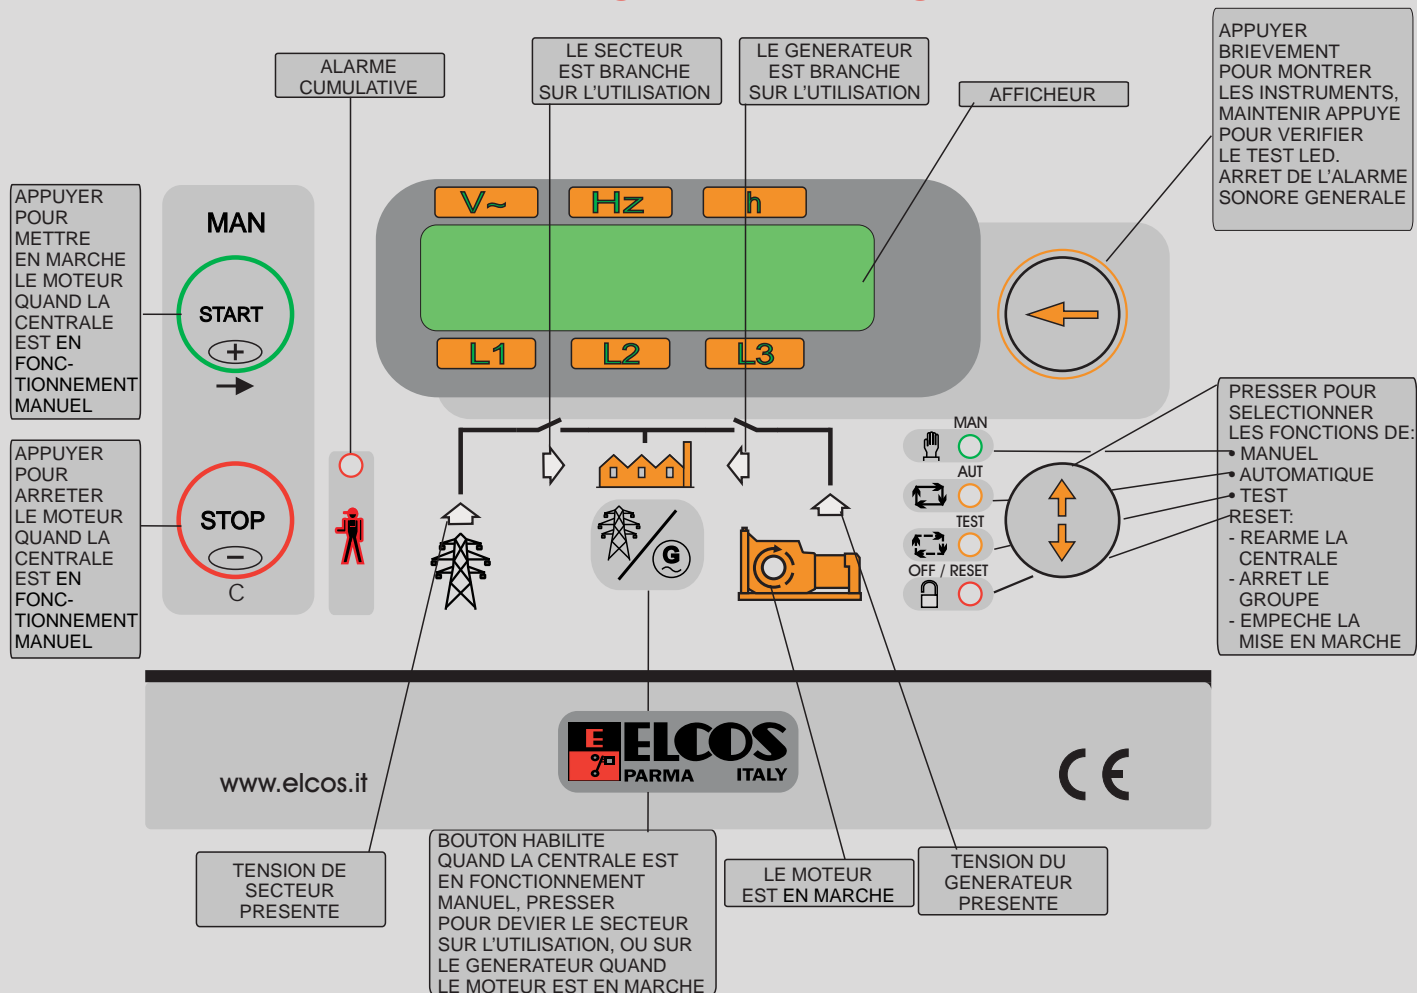 ALARME
CUMULATIVE
LE SECTEUR
EST BRANCHE
SUR L'UTILISATION
LE GENERATEUR
EST BRANCHE
SUR L'UTILISATION
AFFICHEUR
APPUYER
BRIEVEMENT
POUR MONTRER
LES INSTRUMENTS,
MAINTENIR APPUYE
POUR VERIFIER
LE TEST LED.
ARRET DE L'ALARME
SONORE GENERALE
APPUYER
POUR
METTRE
EN MARCHE
LE MOTEUR
QUAND LA
CENTRALE
EST EN
FONC-
TIONNEMENT
MANUEL
MAN
START
+
V~
Hz
h
L1
L2
L3
APPUYER
POUR
ARRETER
LE MOTEUR
QUAND LA
CENTRALE
EST EN
FONC-
TIONNEMENT
MANUEL
STOP
−
C
G
MAN
AUT
TEST
OFF / RESET
PRESSER POUR
SELECTIONNER
LES FONCTIONS DE:
• MANUEL
• AUTOMATIQUE
• TEST
RESET:
- REARME LA
CENTRALE
- ARRET LE
GROUPE
- EMPECHE LA
MISE EN MARCHE
www.elcos.it
E
ELCOS
PARMA ITALY
CE
TENSION DE
SECTEUR
PRESENTE
BOUTON HABILITE
QUAND LA CENTRALE EST
EN FONCTIONNEMENT
MANUEL, PRESSER
POUR DEVIER LE SECTEUR
SUR L'UTILISATION, OU SUR
LE GENERATEUR QUAND
LE MOTEUR EST EN MARCHE
LE MOTEUR
EST EN MARCHE
TENSION DU
GENERATEUR
PRESENTE